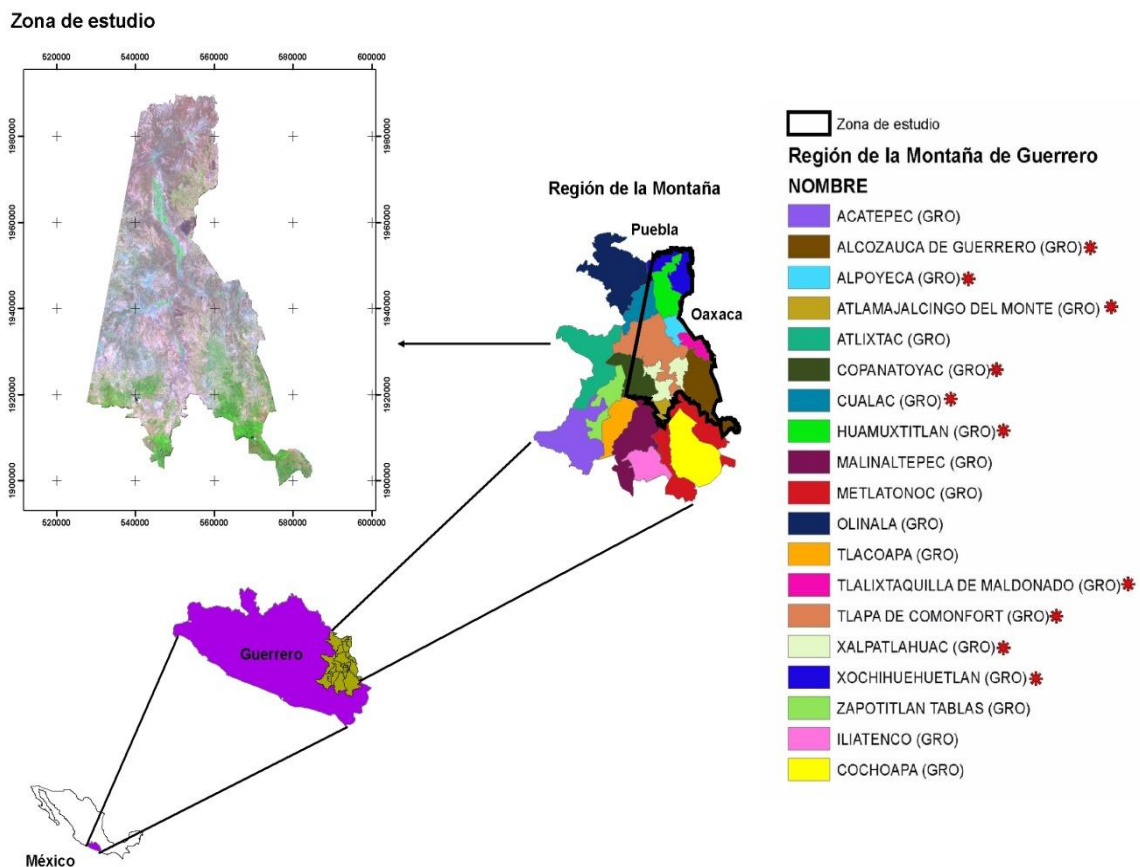 Zona de estudio
520000 540000 560000 580000 600000
1980000 1980000
1960000 1960000
1940000 1940000
1920000 1920000
1900000 1900000
520000 540000 560000 580000 600000
Región de la Montaña
Puebla
Oaxaca
Guerrero
México
Zona de estudio
Región de la Montaña de Guerrero
NOMBRE
ACATEPEC (GRO)
ALCOZAUCA DE GUERRERO (GRO)
ALPOYECA (GRO)
ATLAMAJALCINGO DEL MONTE (GRO)
ATLIXTAC (GRO)
COPANATOYAC (GRO)
CUALAC (GRO)
HUAMUXTITLAN (GRO)
MALINALTEPEC (GRO)
METLATONOC (GRO)
OLINALA (GRO)
TLACOAPA (GRO)
TLALIXTAQUILLA DE MALDONADO (GRO)
TLAPA DE COMONFORT (GRO)
XALPATLAHUAC (GRO)
XOCHIHUEHUETLAN (GRO)
ZAPOTITLAN TABLAS (GRO)
ILIATENCO (GRO)
COCHOAPA (GRO)